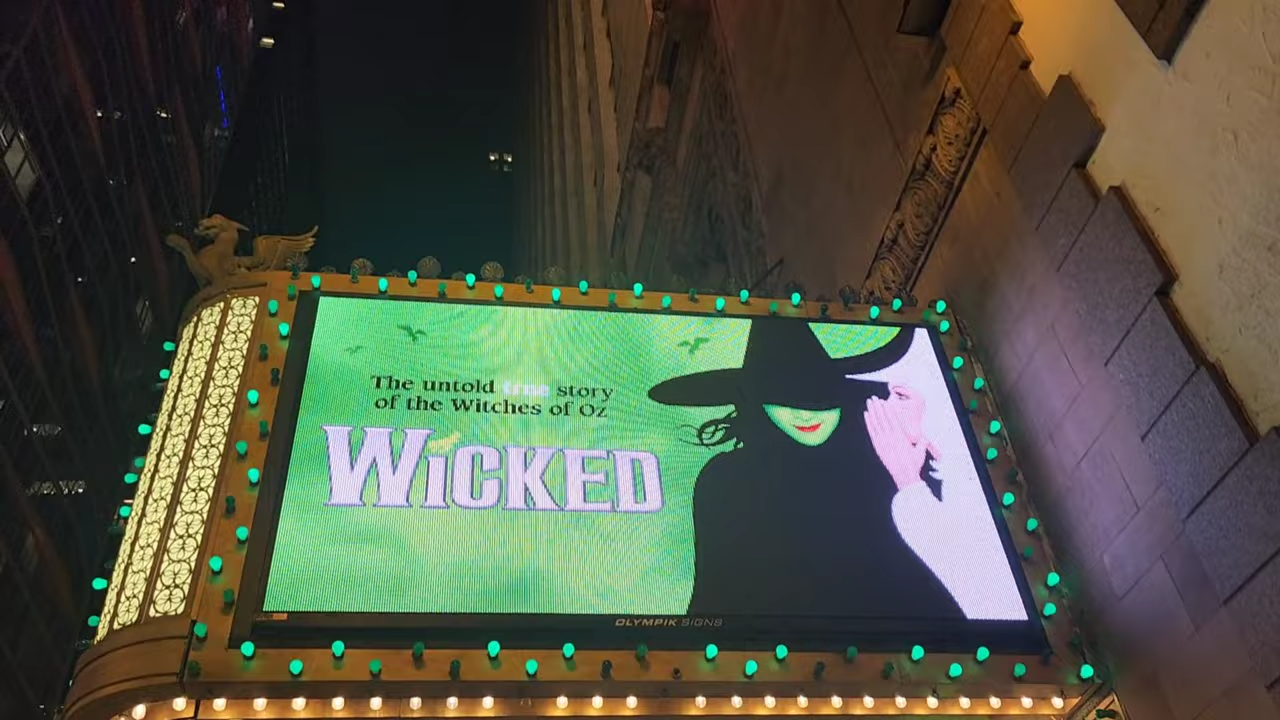 The untold true story
of the Witches of Oz
WICKED
OLYMPIK SIGNS